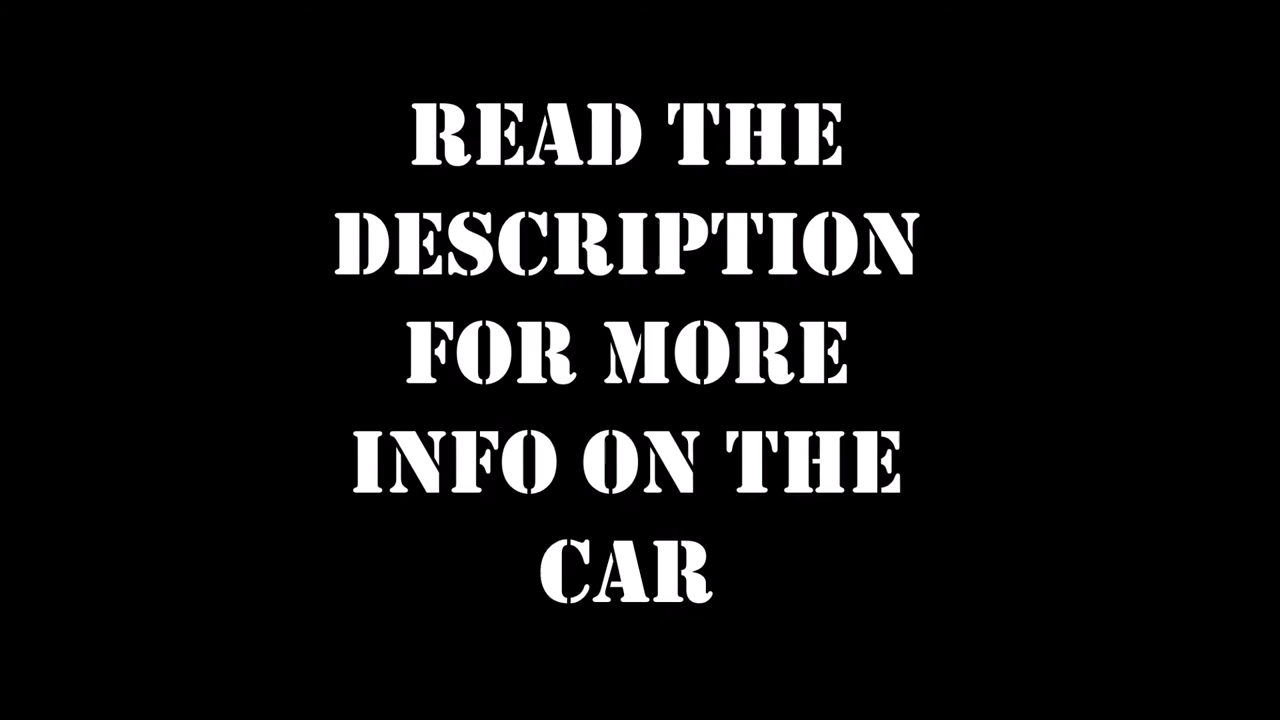 READ THE
DESCRIPTION
FOR MORE
INFO ON THE
CAR